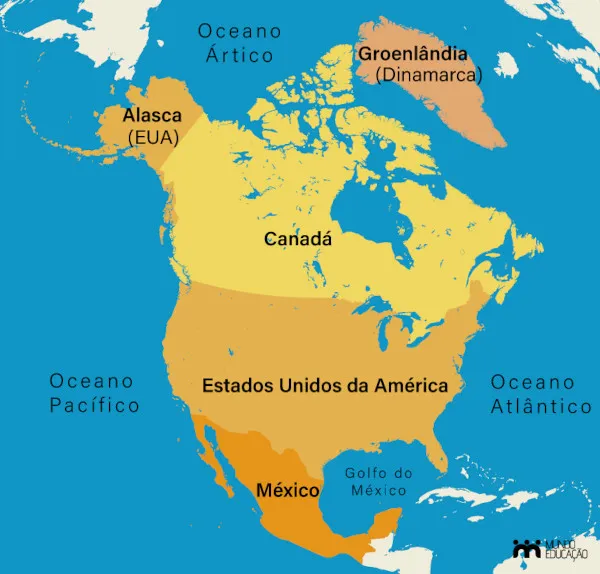 Oceano
Ártico
Groenlândia
(Dinamarca)
Alasca
(EUA)
Canadá
Estados Unidos da América
Oceano
Pacífico
Oceano
Atlântico
Golfo do
México
México
MUNDO
EDUCAÇÃO